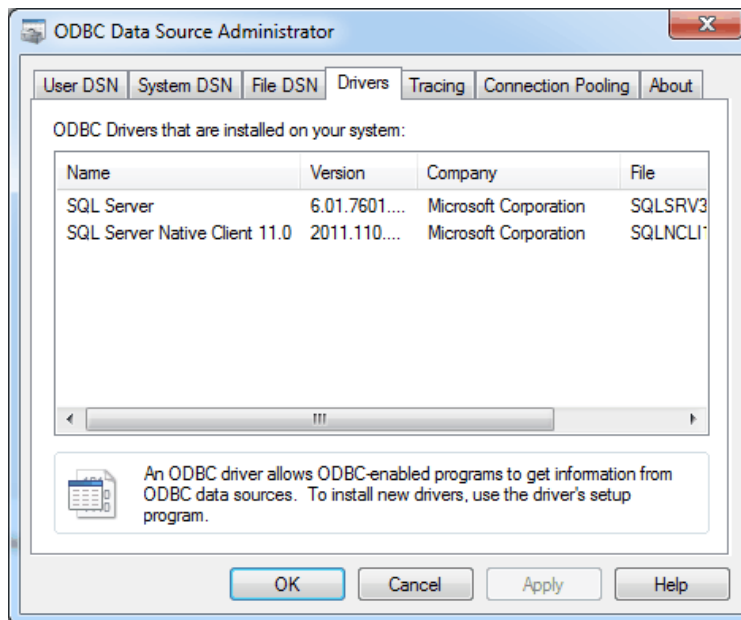 ODBC Data Source Administrator
User DSN System DSN File DSN Drivers Tracing Connection Pooling About
ODBC Drivers that are installed on your system:
Name Version Company File
SQL Server 6.01.7601.... Microsoft Corporation SQLSRV3
SQL Server Native Client 11.0 2011.110.... Microsoft Corporation SQLNCLI1
An ODBC driver allows ODBC-enabled programs to get information from
ODBC data sources. To install new drivers, use the driver's setup
program.
OK Cancel Apply Help